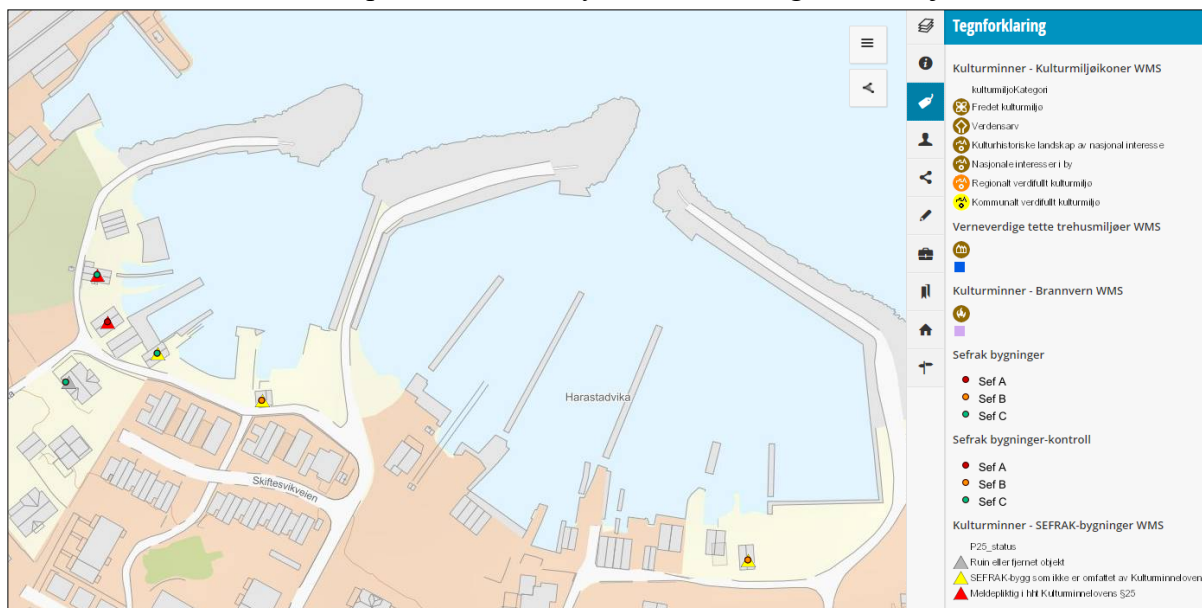 Harastadvika
Skiftesvikveien
Tegnforklaring
Kulturminner - Kulturmiljøikoner WMS
kulturmiljoKategori
Fredet kulturmiljø
Verdensarv
Kulturhistoriske landskap av nasjonal interesse
Nasjonale interesser i by
Regionalt verdifullt kulturmiljø
Kommunalt verdifullt kulturmiljø
Verneverdige tette trehusmiljøer WMS
Kulturminner - Brannvern WMS
Sefrak bygninger
Sef A
Sef B
Sef C
Sefrak bygninger-kontroll
Sef A
Sef B
Sef C
Kulturminner - SEFRAK-bygninger WMS
P25_status
Ruin eller fjernet objekt
SEFRAK-bygg som ikke er omfattet av Kulturminneloven
Meldepliktig i hht Kulturminnelovens §25